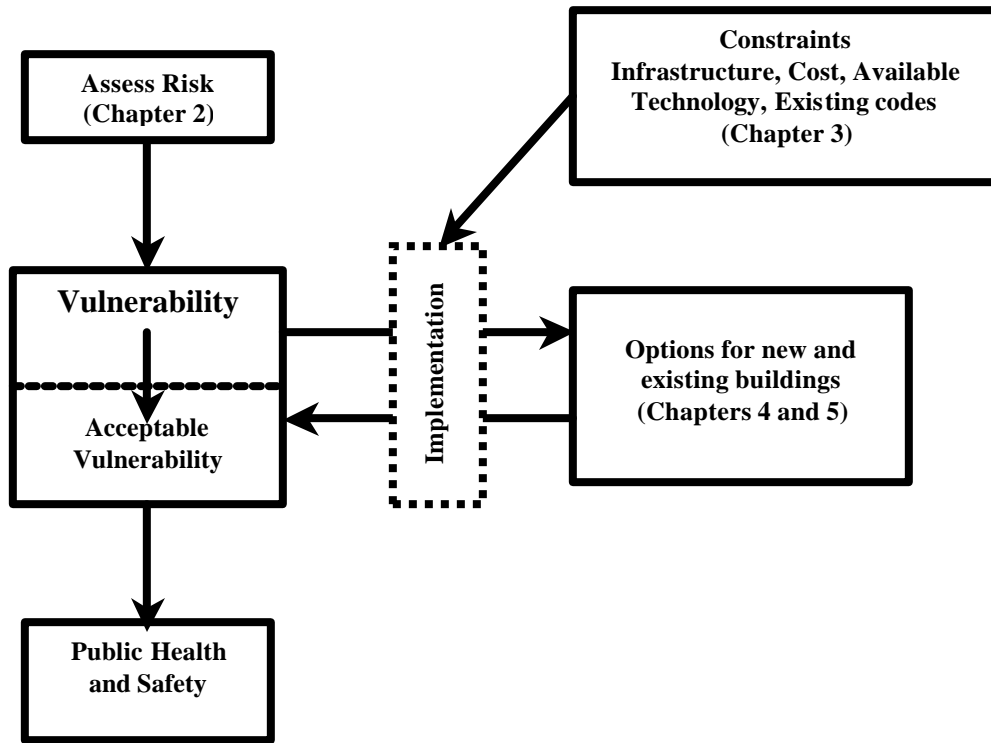 Assess Risk
(Chapter 2)
Constraints
Infrastructure, Cost, Available
Technology, Existing codes
(Chapter 3)
Vulnerability
Acceptable
Vulnerability
Implementation
Options for new and
existing buildings
(Chapters 4 and 5)
Public Health
and Safety